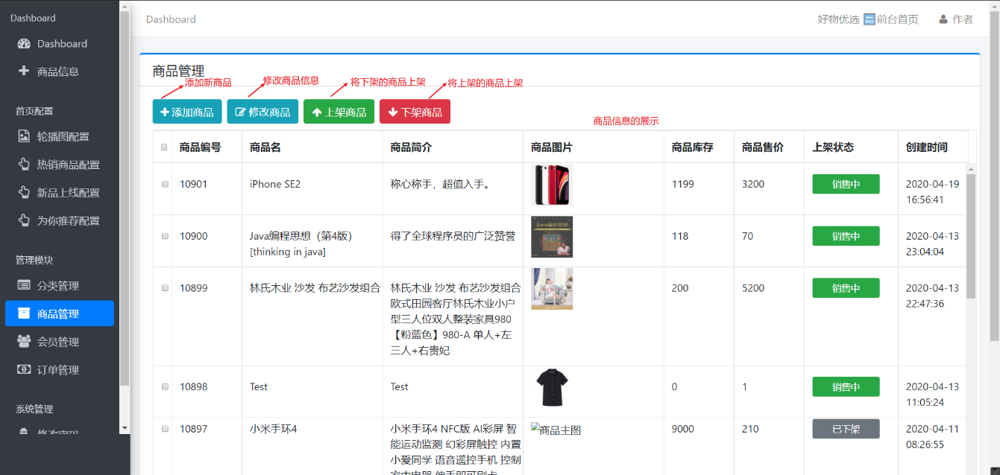 Dashboard
Dashboard
商品信息
首页配置
轮播图配置
热销商品配置
新品上线配置
为你推荐配置
管理模块
分类管理
商品管理
会员管理
订单管理
系统管理
Dashboard
好物优选 BACK 前台首页 作者
商品管理
添加新商品 修改商品信息 将下架的商品上架 将上架的商品上架
添加商品 修改商品 上架商品 下架商品
商品信息的展示
商品编号 商品名 商品简介 商品图片 商品库存 商品售价 上架状态 创建时间
10901 iPhone SE2 称心称手，超值入手。 1199 3200 销售中 2020-04-19
16:56:41
10900 Java编程思想（第4版） 得了全球程序员的广泛赞誉 Java编程思想 118 70 销售中 2020-04-13
[thinking in java] 23:04:04
10899 林氏木业 沙发 布艺沙发组合 林氏木业 沙发 布艺沙发组合 200 5200 销售中 2020-04-13
欧式田园客厅林氏木业小户 22:47:36
型三人位双人整装家具980
【粉蓝色】980-A 单人+左
三人+右贵妃
10898 Test Test 0 1 销售中 2020-04-13
11:05:24
10897 小米手环4 小米手环4 NFC版 AI彩屏 智 商品主图 9000 210 已下架 2020-04-11
能运动监测 幻彩屏触控 内置 08:26:55
小爱同学 语音遥控手机 控制